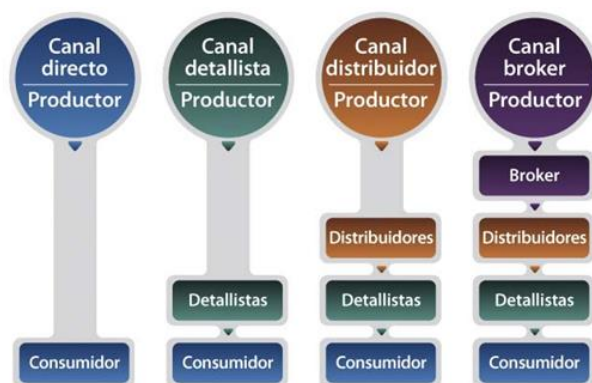 Canal
directo
Productor
Consumidor
Canal
detallista
Productor
Detallistas
Consumidor
Canal
distribuidor
Productor
Distribuidores
Detallistas
Consumidor
Canal
broker
Productor
Broker
Distribuidores
Detallistas
Consumidor